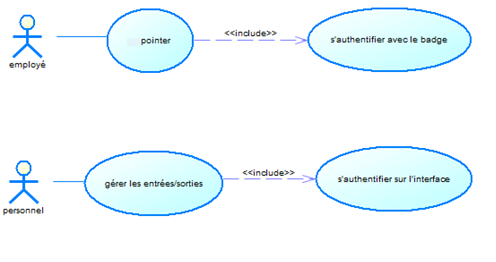 <<include>>
pointer
s'authentifier avec le badge
employé
<<include>>
gérer les entrées/sorties
s'authentifier sur l'interface
personnel